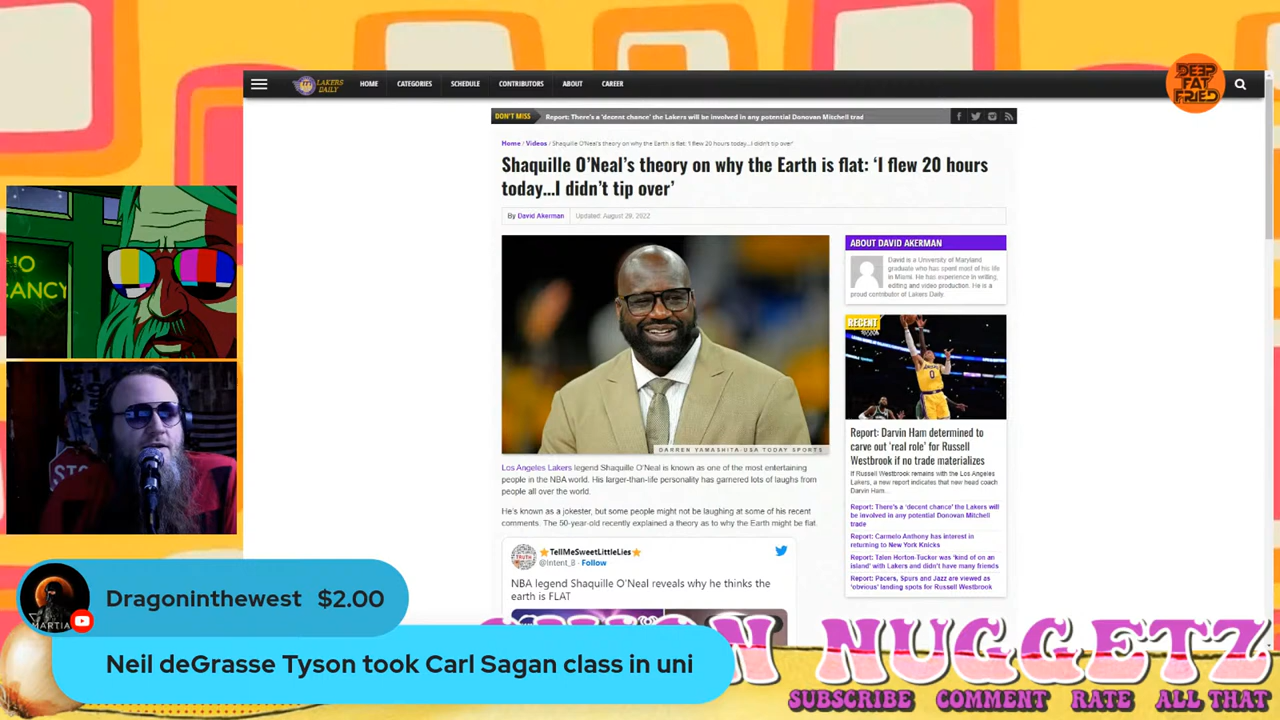 LAKERS
DAILY
HOME
CATEGORIES
SCHEDULE
CONTRIBUTORS
ABOUT
CAREER
DEEP
FAT
FRIED
DON'T MISS
Report: There's a 'decent chance' the Lakers will be involved in any potential Donovan Mitchell trad
Home / Videos / Shaquille O'Neal's theory on why the Earth is flat: 'I flew 20 hours today...I didn't tip over'
Shaquille O'Neal's theory on why the Earth is flat: 'I flew 20 hours
today...I didn't tip over'
By David Akerman
Updated: August 29, 2022
DARREN YAMASHITA-USA TODAY SPORTS
Los Angeles Lakers legend Shaquille O'Neal is known as one of the most entertaining
people in the NBA world. His larger-than-life personality has garnered lots of laughs from
people all over the world.
He's known as a jokester, but some people might not be laughing at some of his recent
comments. The 50-year-old recently explained a theory as to why the Earth might be flat.
TellMeSweetLittleLies
@Intent_B · Follow
NBA legend Shaquille O'Neal reveals why he thinks the
earth is FLAT
ABOUT DAVID AKERMAN
David is a University of Maryland
graduate who has spent most of his life
in Miami. He has experience in writing,
editing and video production. He is a
proud contributor of Lakers Daily.
RECENT
Report: Darvin Ham determined to
carve out 'real role' for Russell
Westbrook if no trade materializes
If Russell Westbrook remains with the Los Angeles
Lakers, a new report indicates that new head coach
Darvin Ham...
Report: There's a 'decent chance' the Lakers will
be involved in any potential Donovan Mitchell
trade
Report: Carmelo Anthony has interest in
returning to New York Knicks
Report: Talen Horton-Tucker was 'kind of on an
island' with Lakers and didn't have many friends
Report: Pacers, Spurs and Jazz are viewed as
'obvious' landing spots for Russell Westbrook
MARTIA
Dragoninthewest $2.00
Neil deGrasse Tyson took Carl Sagan class in uni
NUGGETZ
SUBSCRIBE COMMENT RATE ALL THAT